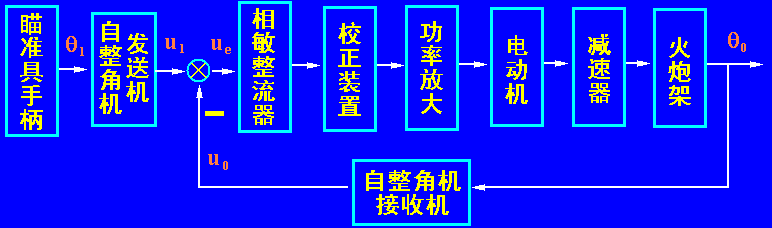 瞄准具手柄
θ1
自整角机
发送机
u1
ue
相敏整流器
校正装置
功率放大
电动机
减速器
火炮架
θ0
u0
自整角机
接收机